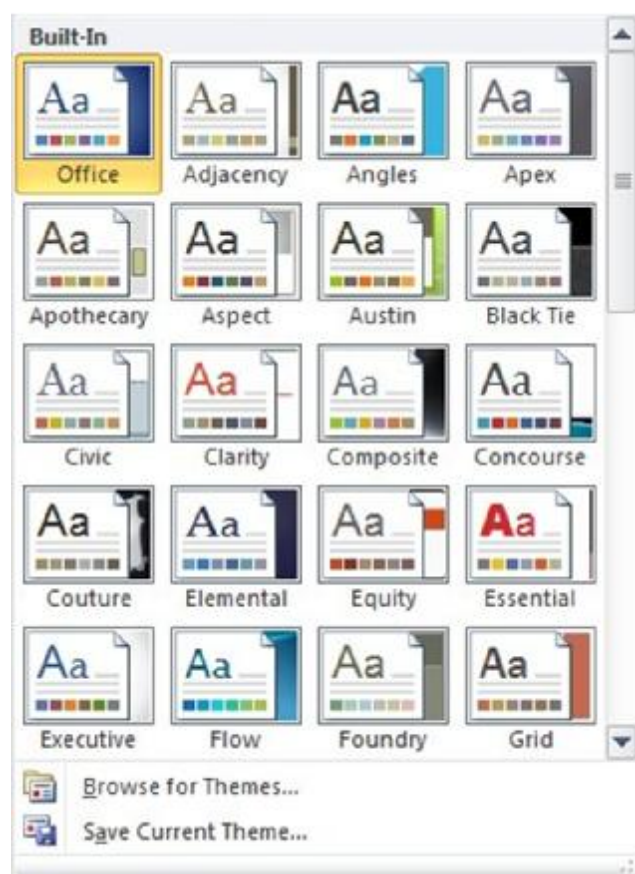 Built-In
Aa Aa Aa Aa
Office Adjacency Angles Apex
Aa Aa Aa Aa
Apothecary Aspect Austin Black Tie
Aa Aa Aa Aa
Civic Clarity Composite Concourse
Aa Aa Aa Aa
Couture Elemental Equity Essential
Aa Aa Aa Aa
Executive Flow Foundry Grid
Browse for Themes...
Save Current Theme...